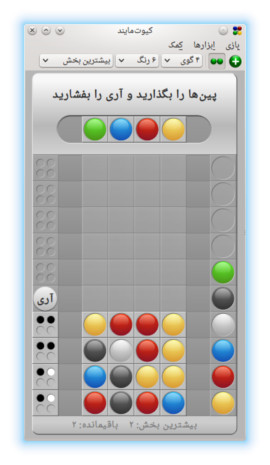 کیوت‌مایند
بازی ابزارها کمک
۴ گوی ۶ رنگ بیشترین بخش
پین‌ها را بگذارید و آری را بفشارید
آری
بیشترین بخش: ۲ باقیمانده: ۲